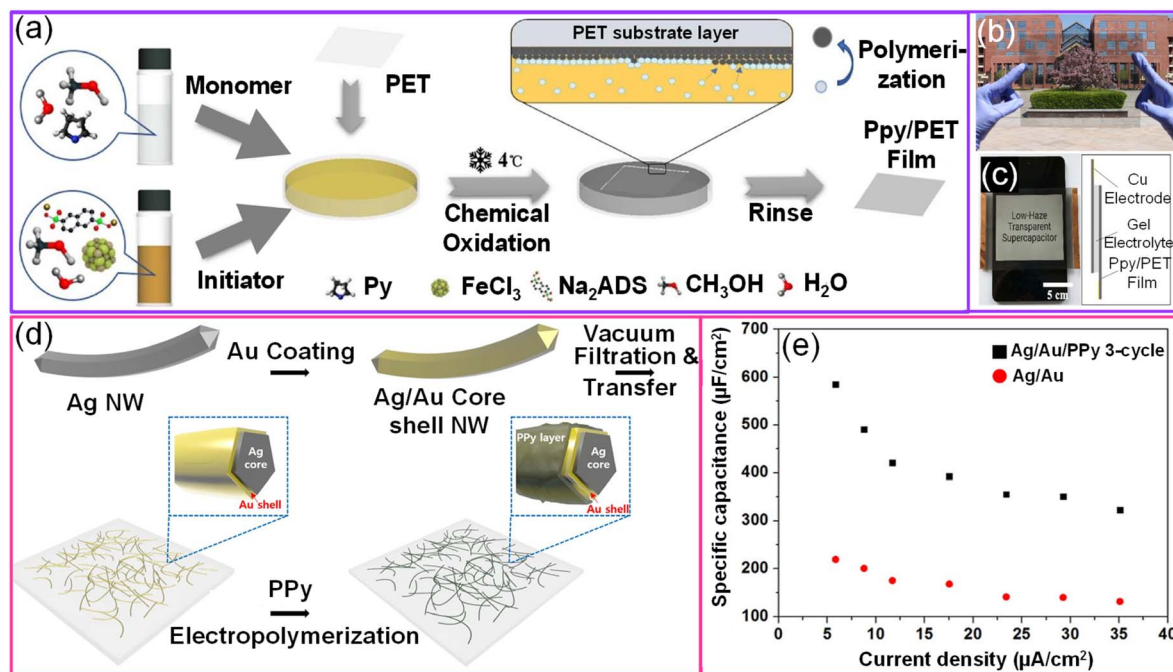 (a)
PET substrate layer
Polymeri-
zation
Monomer
PET
Ppy/PET
Film
4℃
Chemical
Oxidation
Rinse
Initiator
Py
FeCl3
Na2ADS
CH3OH
H2O
(b)
(c)
Low-Haze
Transparent
Supercapacitor
5 cm
Cu
Electrode
Gel
Electrolyte
Ppy/PET
Film
(d)
Au Coating
Vacuum
Filtration &
Transfer
Ag NW
Ag/Au Core
shell NW
Ag
core
Au shell
PPy layer
Ag
core
Au shell
PPy
Electropolymerization
(e)
Specific capacitance (μF/cm2)
700
600
500
400
300
200
100
Ag/Au/PPy 3-cycle
Ag/Au
0 5 10 15 20 25 30 35 40
Current density (μA/cm2)